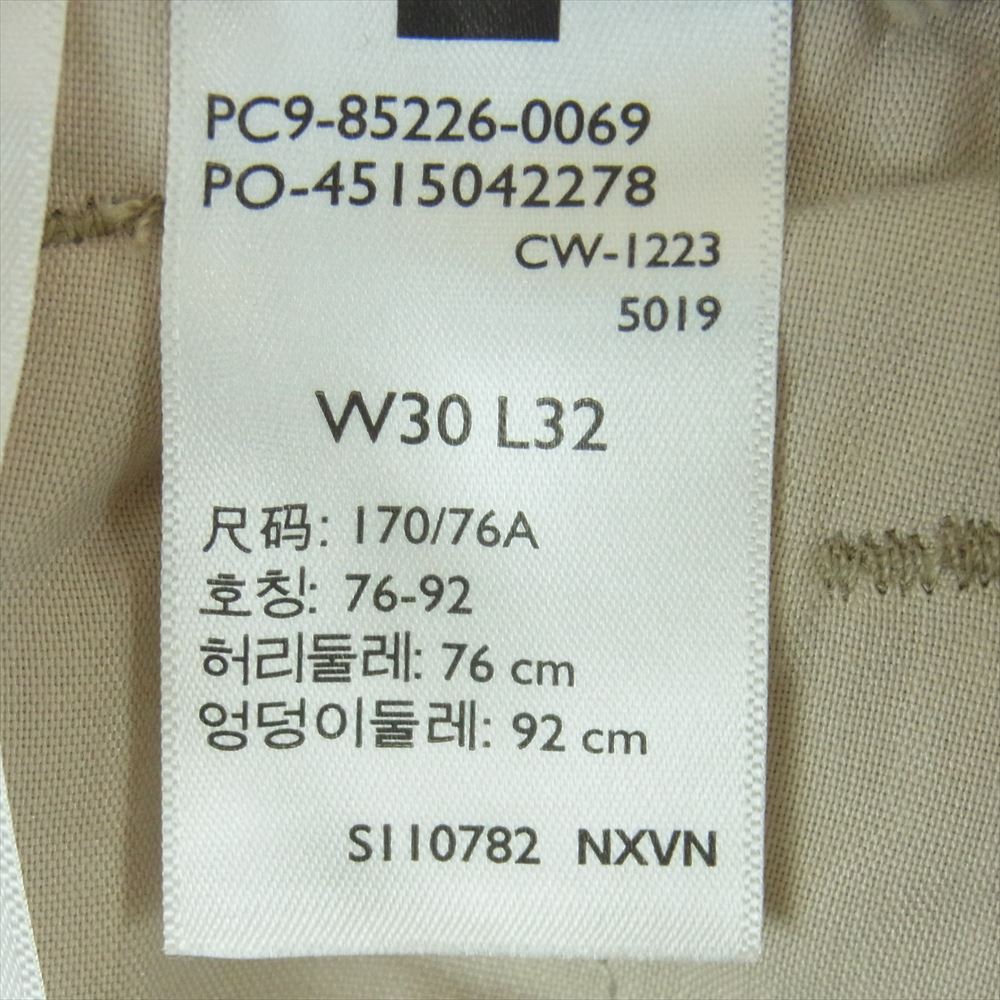 PC9-85226-0069
PO-4515042278
CW-1223
5019
W30 L32
尺码: 170/76A
호칭: 76-92
허리둘레: 76 cm
엉덩이둘레: 92 cm
S110782 NXVN